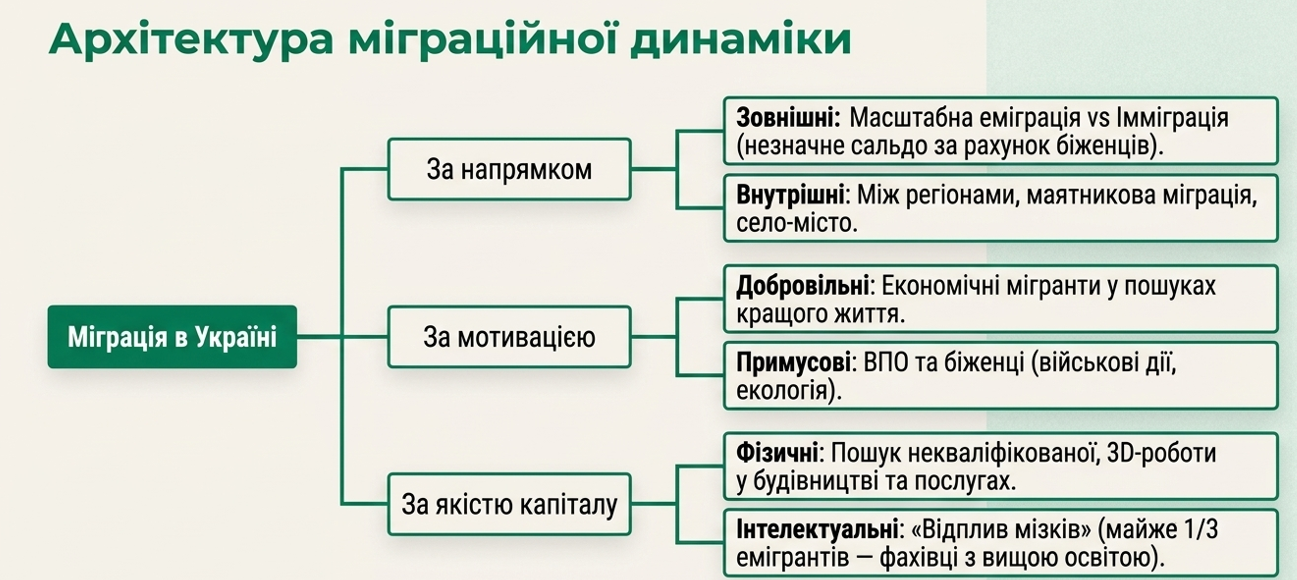 Архітектура міграційної динаміки
Міграція в Україні
За напрямком
Зовнішні: Масштабна еміграція vs Імміграція
(незначне сальдо за рахунок біженців).
Внутрішні: Між регіонами, маятникова міграція,
село-місто.
За мотивацією
Добровільні: Економічні мігранти у пошуках
кращого життя.
Примусові: ВПО та біженці (військові дії,
екологія).
За якістю капіталу
Фізичні: Пошук некваліфікованої, 3D-роботи
у будівництві та послугах.
Інтелектуальні: «Відплив мізків» (майже 1/3
емігрантів — фахівці з вищою освітою).